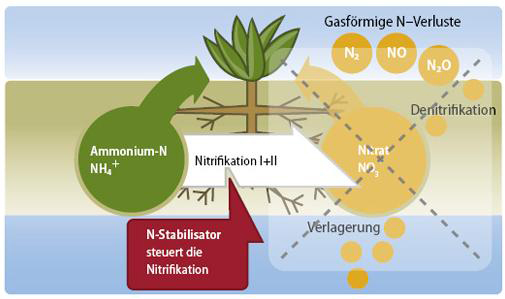 Gasförmige N–Verluste
N₂
NO
N₂O
Denitrifikation
Ammonium-N
NH₄⁺
Nitrifikation I+II
Nitrat
NO₃
Verlagerung
N-Stabilisator
steuert die
Nitrifikation